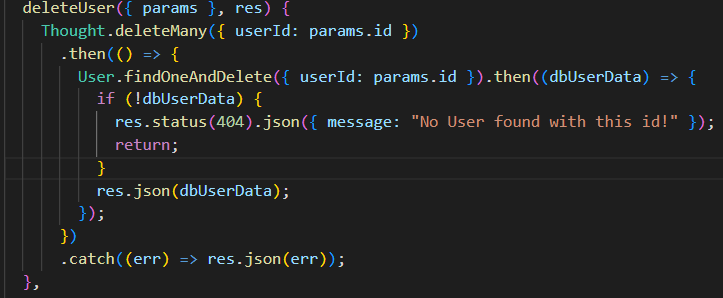 deleteUser({ params }, res) {
Thought.deleteMany({ userId: params.id })
.then(() => {
User.findOneAndDelete({ userId: params.id }).then((dbUserData) => {
if (!dbUserData) {
res.status(404).json({ message: "No User found with this id!" });
return;
}
res.json(dbUserData);
});
})
.catch((err) => res.json(err));
},